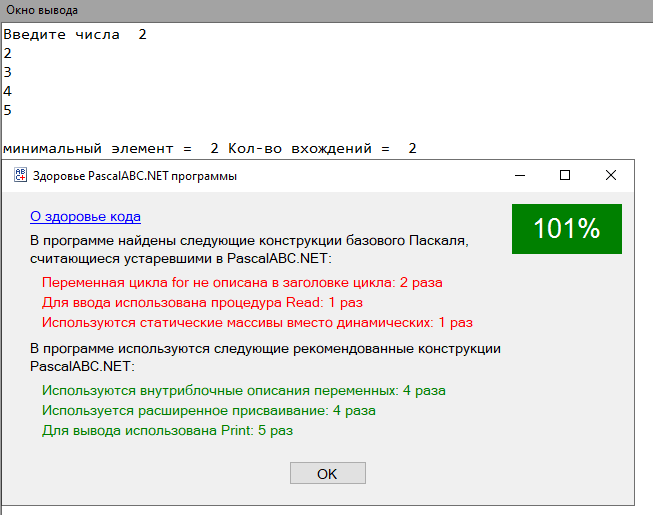 Окно вывода
Введите числа  2
2
3
4
5
минимальный элемент =  2 Кол-во вхождений =  2
Здоровье PascalABC.NET программы
О здоровье кода
101%
В программе найдены следующие конструкции базового Паскаля,
считающиеся устаревшими в PascalABC.NET:
Переменная цикла for не описана в заголовке цикла: 2 раза
Для ввода использована процедура Read: 1 раз
Используются статические массивы вместо динамических: 1 раз
В программе используются следующие рекомендованные конструкции
PascalABC.NET:
Используются внутриблочные описания переменных: 4 раза
Используется расширенное присваивание: 4 раза
Для вывода использована Print: 5 раз
OK